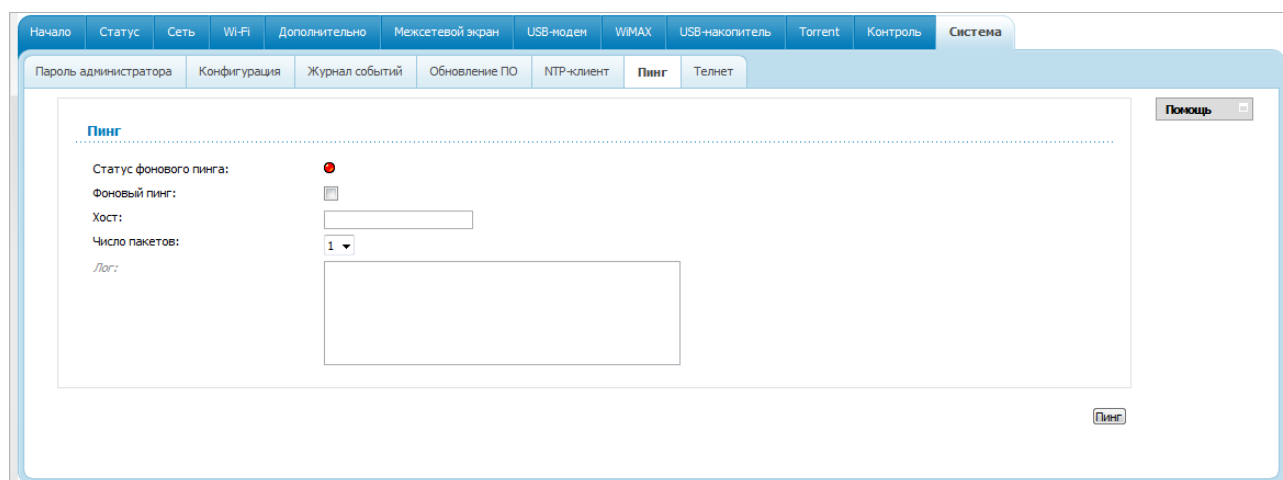 Начало Статус Сеть Wi-Fi Дополнительно Межсетевой экран USB-модем WiMAX USB-накопитель Torrent Контроль Система
Пароль администратора Конфигурация Журнал событий Обновление ПО NTP-клиент Пинг Телнет
Помощь
Пинг
Статус фонового пинга:
Фоновый пинг:
Хост:
Число пакетов: 1
Лог:
Пинг